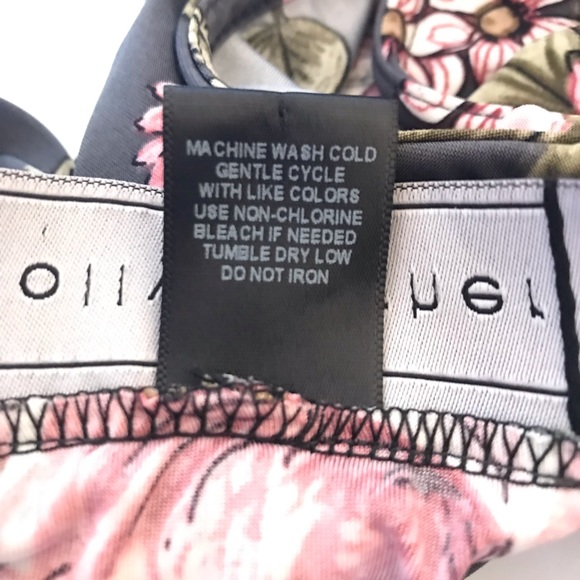 MACHINE WASH COLD
GENTLE CYCLE
WITH LIKE COLORS
USE NON-CHLORINE
BLEACH IF NEEDED
TUMBLE DRY LOW
DO NOT IRON